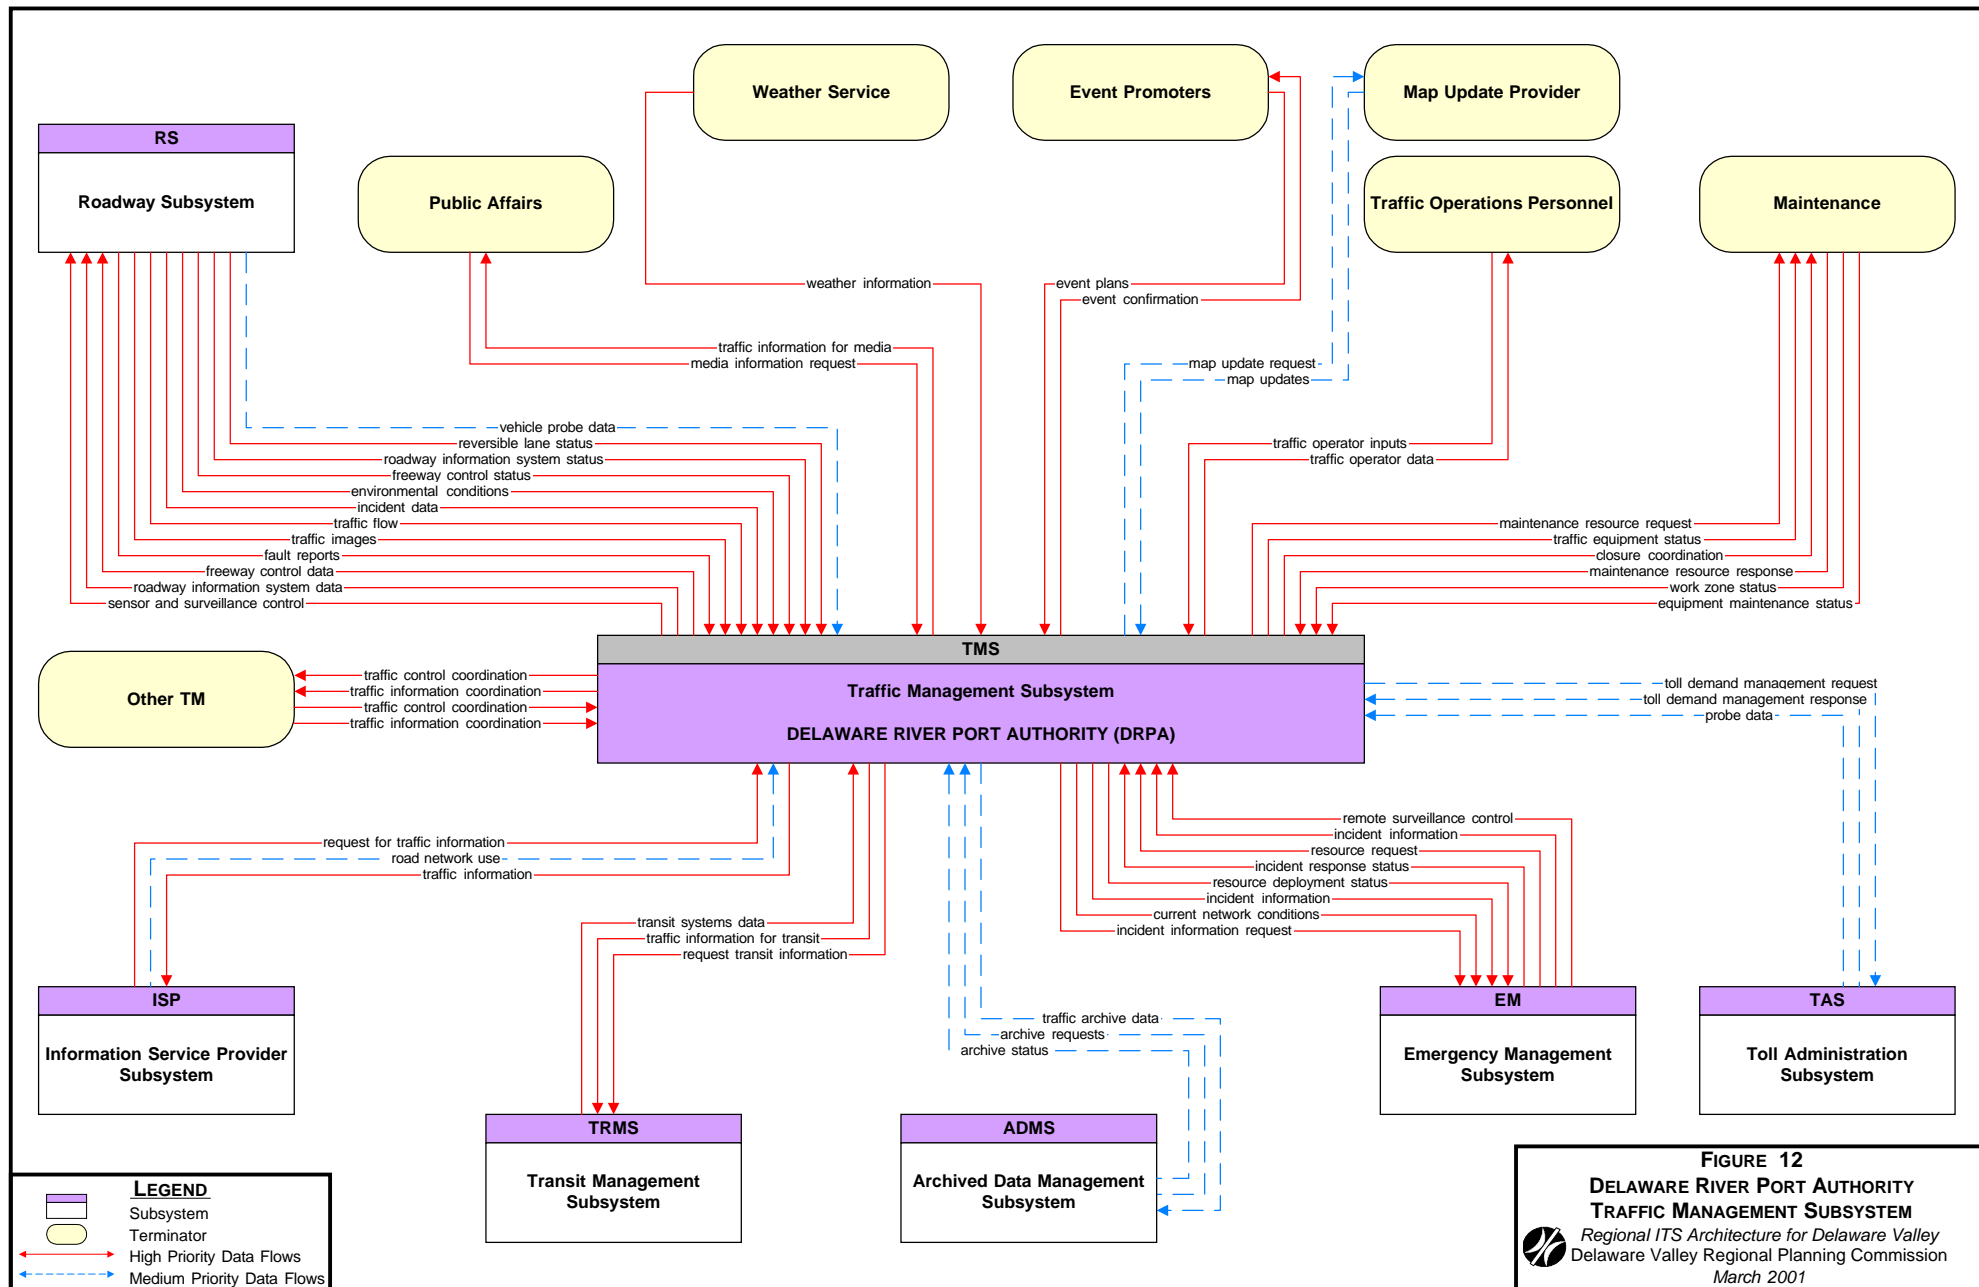 Weather Service
Event Promoters
Map Update Provider
RS
Roadway Subsystem
Public Affairs
Traffic Operations Personnel
Maintenance
weather information
event plans
event confirmation
traffic information for media
media information request
map update request
map updates
vehicle probe data
reversible lane status
roadway information system status
freeway control status
environmental conditions
incident data
traffic flow
traffic images
fault reports
freeway control data
roadway information system data
sensor and surveillance control
traffic operator inputs
traffic operator data
maintenance resource request
traffic equipment status
closure coordination
maintenance resource response
work zone status
equipment maintenance status
TMS
Traffic Management Subsystem
DELAWARE RIVER PORT AUTHORITY (DRPA)
Other TM
traffic control coordination
traffic information coordination
traffic control coordination
traffic information coordination
toll demand management request
toll demand management response
probe data
request for traffic information
road network use
traffic information
transit systems data
traffic information for transit
request transit information
remote surveillance control
incident information
resource request
incident response status
resource deployment status
incident information
current network conditions
incident information request
traffic archive data
archive requests
archive status
ISP
Information Service Provider
Subsystem
TRMS
Transit Management
Subsystem
ADMS
Archived Data Management
Subsystem
EM
Emergency Management
Subsystem
TAS
Toll Administration
Subsystem
LEGEND
Subsystem
Terminator
High Priority Data Flows
Medium Priority Data Flows
FIGURE 12
DELAWARE RIVER PORT AUTHORITY
TRAFFIC MANAGEMENT SUBSYSTEM
Regional ITS Architecture for Delaware Valley
Delaware Valley Regional Planning Commission
March 2001